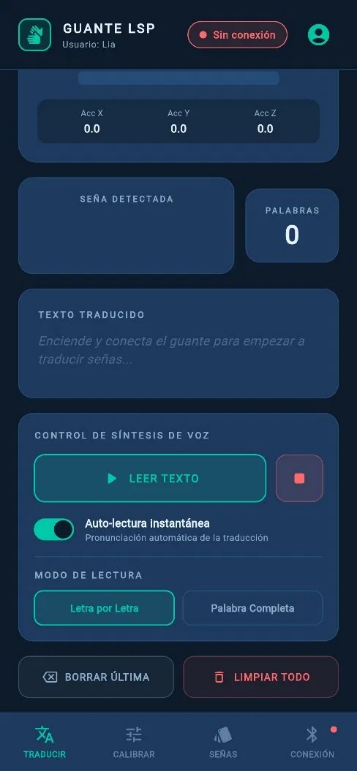 GUANTE LSP
Usuario: Lia
Sin conexión
Acc X Acc Y Acc Z
0.0 0.0 0.0
SEÑA DETECTADA
PALABRAS
0
TEXTO TRADUCIDO
Enciende y conecta el guante para empezar a
traducir señas...
CONTROL DE SÍNTESIS DE VOZ
LEER TEXTO
Auto-lectura instantánea
Pronunciación automática de la traducción
MODO DE LECTURA
Letra por Letra Palabra Completa
BORRAR ÚLTIMA LIMPIAR TODO
TRADUCIR CALIBRAR SEÑAS CONEXIÓN